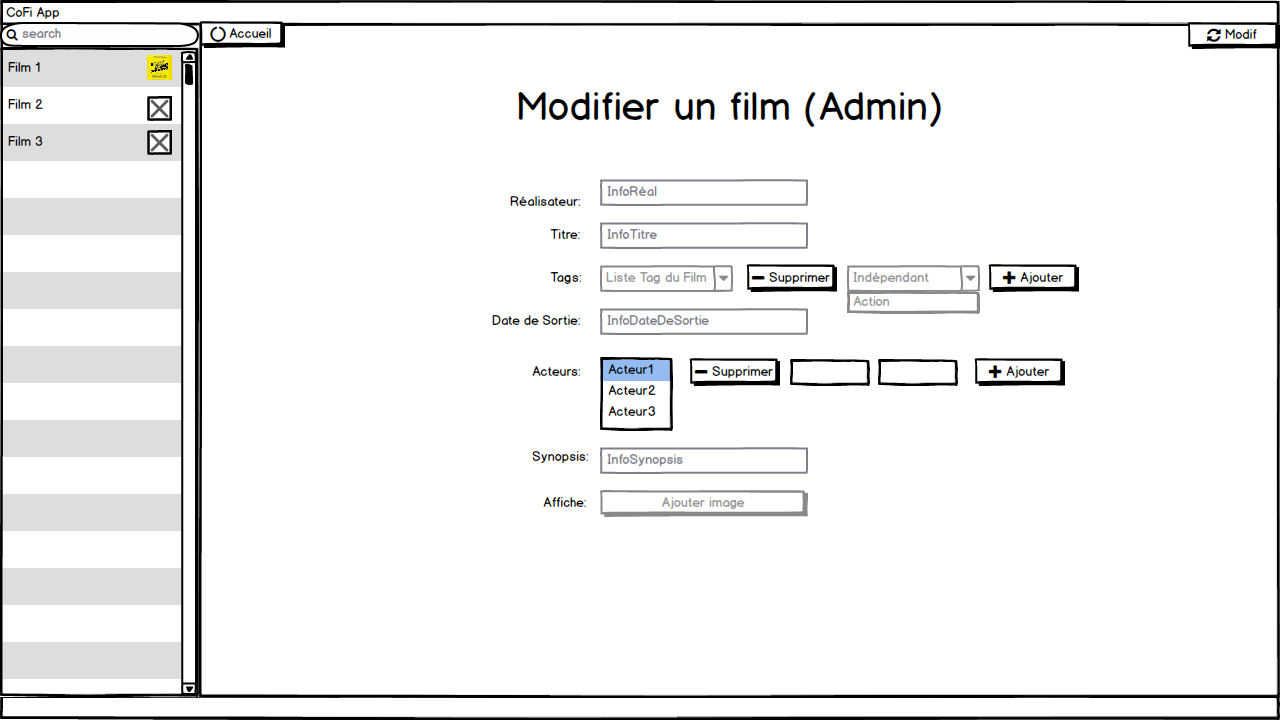 CoFi App
search
Accueil
Modif
Film 1
Film 2
Film 3
Modifier un film (Admin)
Réalisateur:
InfoRéal
Titre:
InfoTitre
Tags:
Liste Tag du Film
Supprimer
Indépendant
Ajouter
Action
Date de Sortie:
InfoDateDeSortie
Acteurs:
Acteur1
Supprimer
Ajouter
Acteur2
Acteur3
Synopsis:
InfoSynopsis
Affiche:
Ajouter image